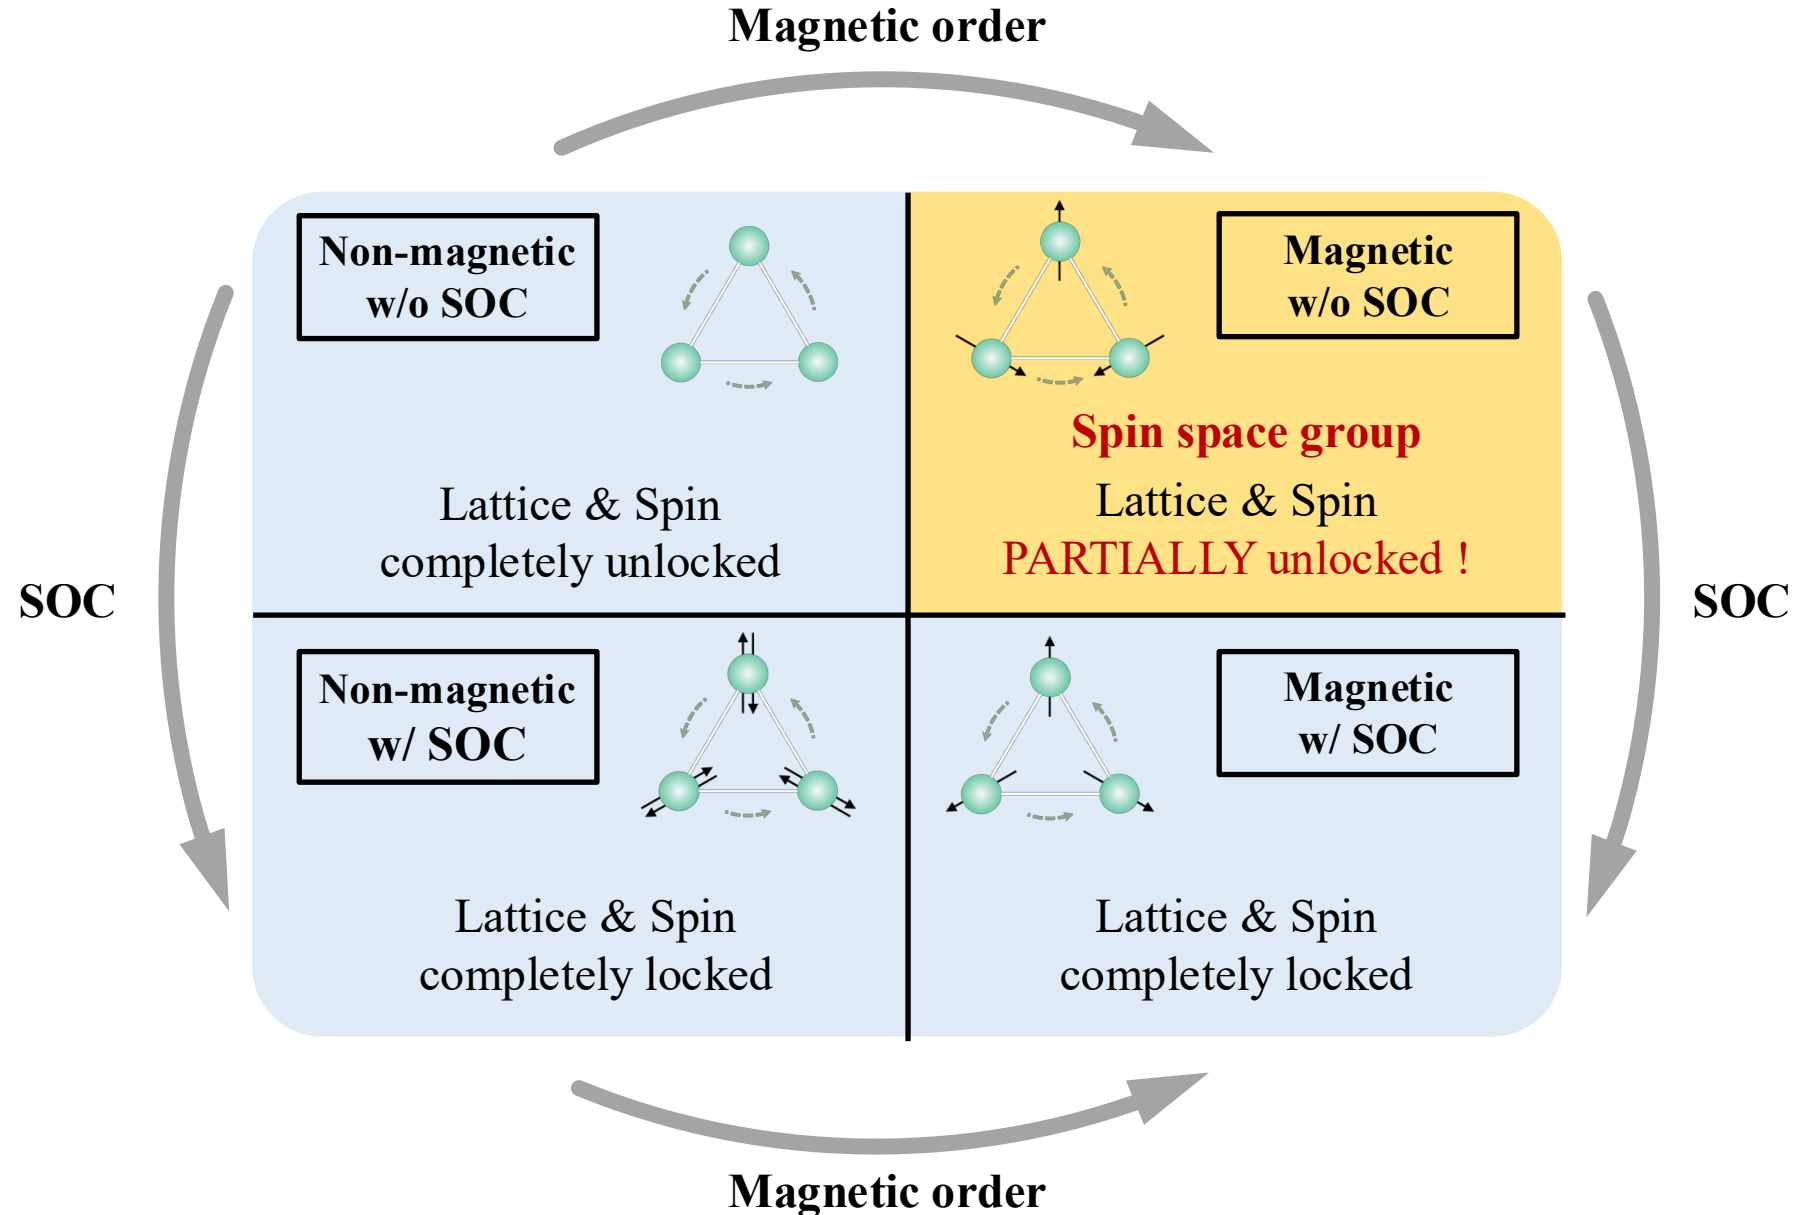 Magnetic order
Non-magnetic
w/o SOC
Magnetic
w/o SOC
Spin space group
Lattice & Spin
completely unlocked
Lattice & Spin
PARTIALLY unlocked !
SOC
SOC
Non-magnetic
w/ SOC
Magnetic
w/ SOC
Lattice & Spin
completely locked
Lattice & Spin
completely locked
Magnetic order